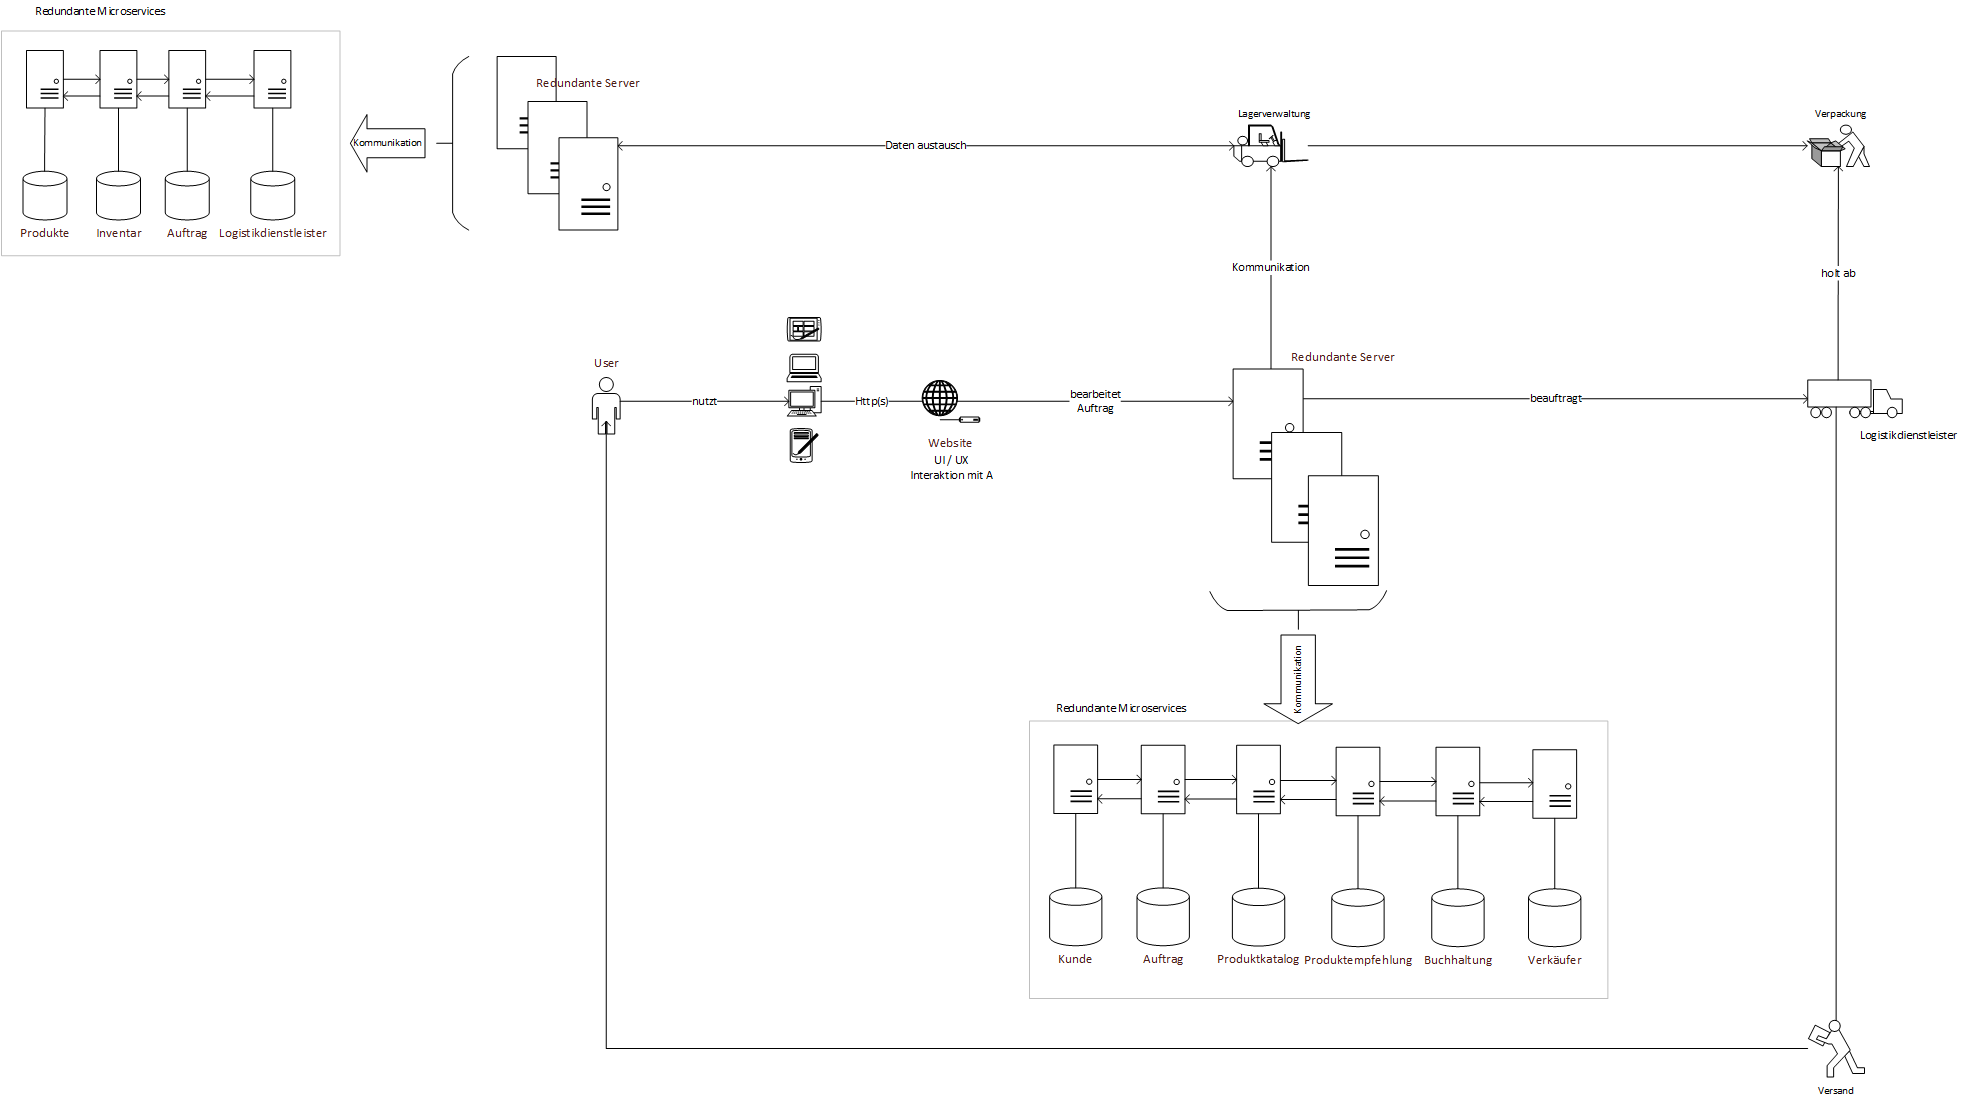 Redundante Microservices
Redundante Server
Kommunikation
Produkte
Inventar
Auftrag
Logistikdienstleister
Daten austausch
Lagerverwaltung
Verpackung
Kommunikation
holt ab
User
nutzt
Http(s)
Website
UI / UX
Interaktion mit A
bearbeitet
Auftrag
Redundante Server
beauftragt
Logistikdienstleister
Kommunikation
Redundante Microservices
Kunde
Auftrag
Produktkatalog
Produktempfehlung
Buchhaltung
Verkäufer
Versand